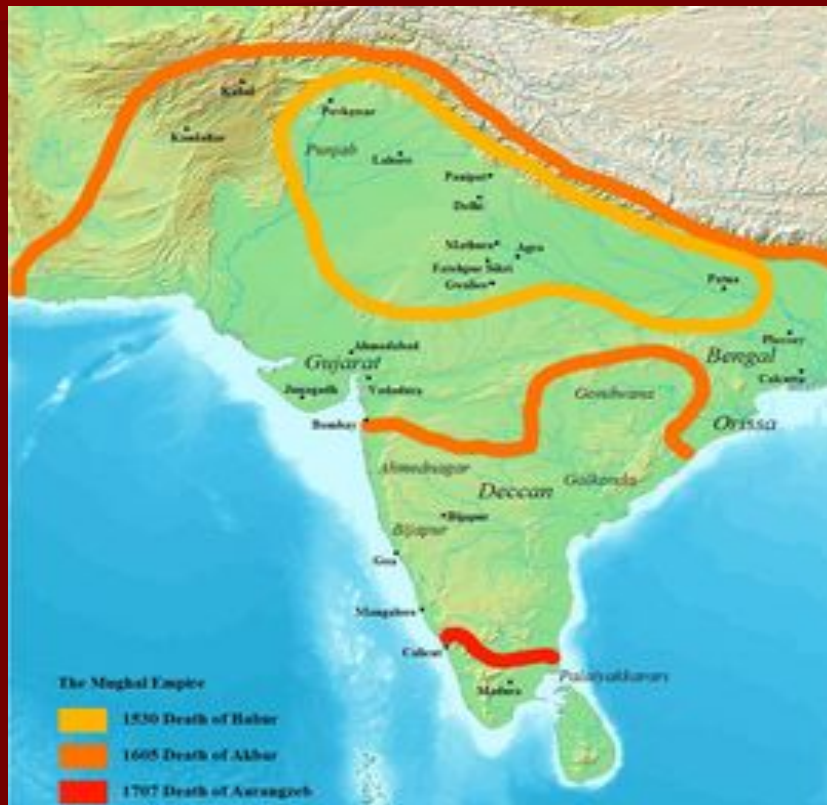 Kabul
Peshawar
Kandahar
Punjab
Lahore
Panipat
Delhi
Mathura
Agra
Fatehpur Sikri
Gwalior
Patna
Plassey
Ahmedabad
Bengal
Gujarat
Calcutta
Junagadh
Vadodara
Gondwana
Bombay
Orissa
Ahmednagar
Golkonda
Deccan
Bijapur
Bijapur
Goa
Mangalore
Calicut
Palaiyakkarars
Madura
The Mughal Empire
1530 Death of Babur
1605 Death of Akbar
1707 Death of Aurangzeb